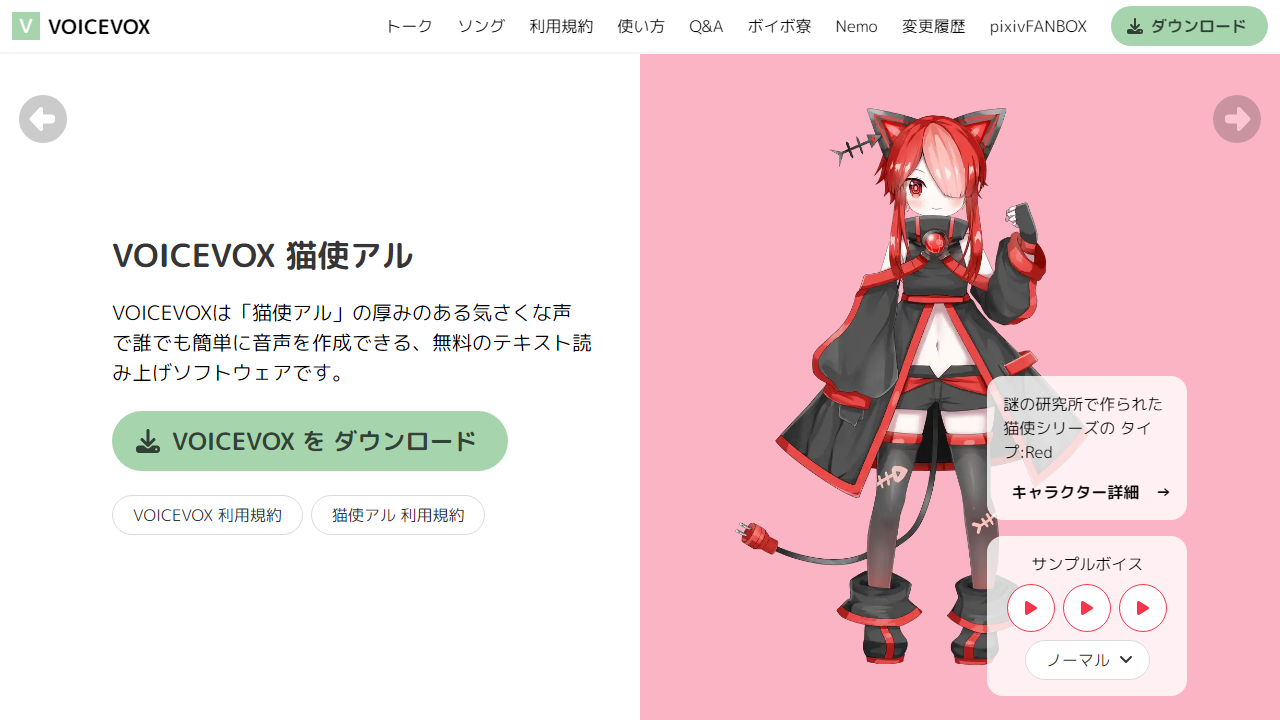 V VOICEVOX
トーク ソング 利用規約 使い方 Q&A ボイボ寮 Nemo 変更履歴 pixivFANBOX ダウンロード
VOICEVOX 猫使アル
VOICEVOXは「猫使アル」の厚みのある気さくな声
で誰でも簡単に音声を作成できる、無料のテキスト読
み上げソフトウェアです。
VOICEVOX を ダウンロード
VOICEVOX 利用規約 猫使アル 利用規約
謎の研究所で作られた
猫使シリーズの タイ
プ:Red
キャラクター詳細 →
サンプルボイス
ノーマル